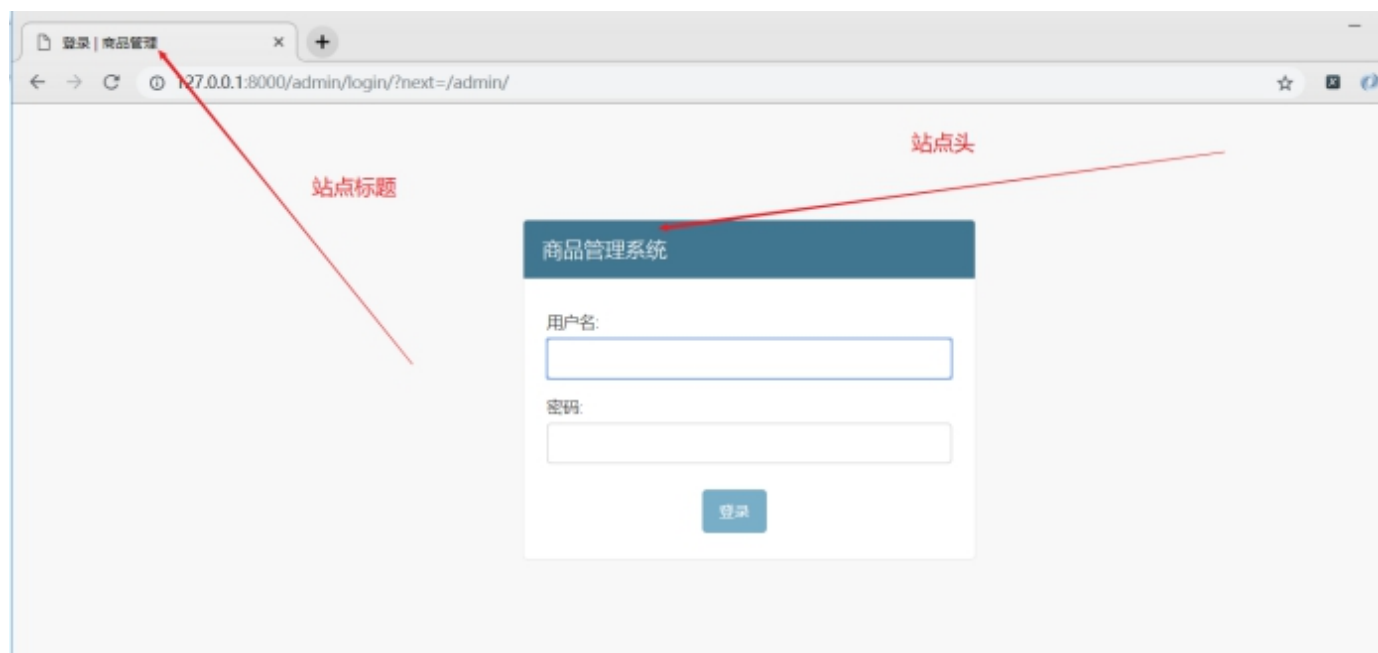 登录 | 商品管理
127.0.0.1:8000/admin/login/?next=/admin/
站点头
站点标题
商品管理系统
用户名:
密码:
登录